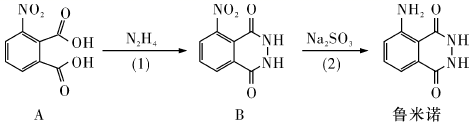 NO₂ O OH OH O N₂H₄ (1) NO₂ O NH NH O Na₂SO₃ (2) NH₂ O NH NH O
A B 鲁米诺